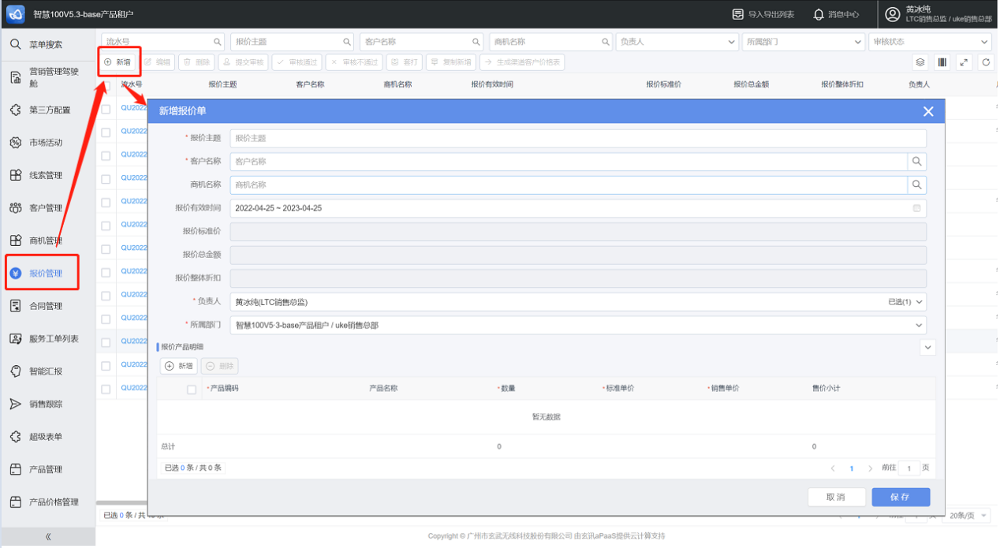 智慧100V5.3-base产品租户
导入导出列表
消息中心
黄冰纯
LTC销售总监 / uke销售总部
菜单搜索
流水号
报价主题
客户名称
商机名称
负责人
所属部门
审核状态
新增
编辑
删除
提交审核
审核通过
审核不通过
套打
复制新增
生成渠道客户价格表
营销管理驾驶
舱
第三方配置
市场活动
线索管理
客户管理
商机管理
报价管理
合同管理
服务工单列表
智能汇报
销售跟踪
超级表单
产品管理
产品价格管理
流水号
报价主题
客户名称
商机名称
报价有效时间
报价标准价
报价总金额
报价整体折扣
负责人
QU2022
QU2022
QU2022
QU2022
QU2022
QU2022
QU2022
QU2022
QU2022
QU2022
QU2022
QU2022
QU2022
新增报价单
* 报价主题 报价主题
* 客户名称 客户名称
商机名称 商机名称
报价有效时间 2022-04-25 ~ 2023-04-25
报价标准价
报价总金额
报价整体折扣
* 负责人 黄冰纯(LTC销售总监) 已选(1)
* 所属部门 智慧100V5·3-base产品租户 / uke销售总部
报价产品明细
新增
删除
* 产品编码
产品名称
* 数量
* 标准单价
* 销售单价
售价小计
暂无数据
总计 0 0
已选 0 条 / 共 0 条
1
前往 1 页
取消
保存
已选 0 条 / 共
20条/页
Copyright © 广州市玄武无线科技股份有限公司 由玄讯aPaaS提供云计算支持